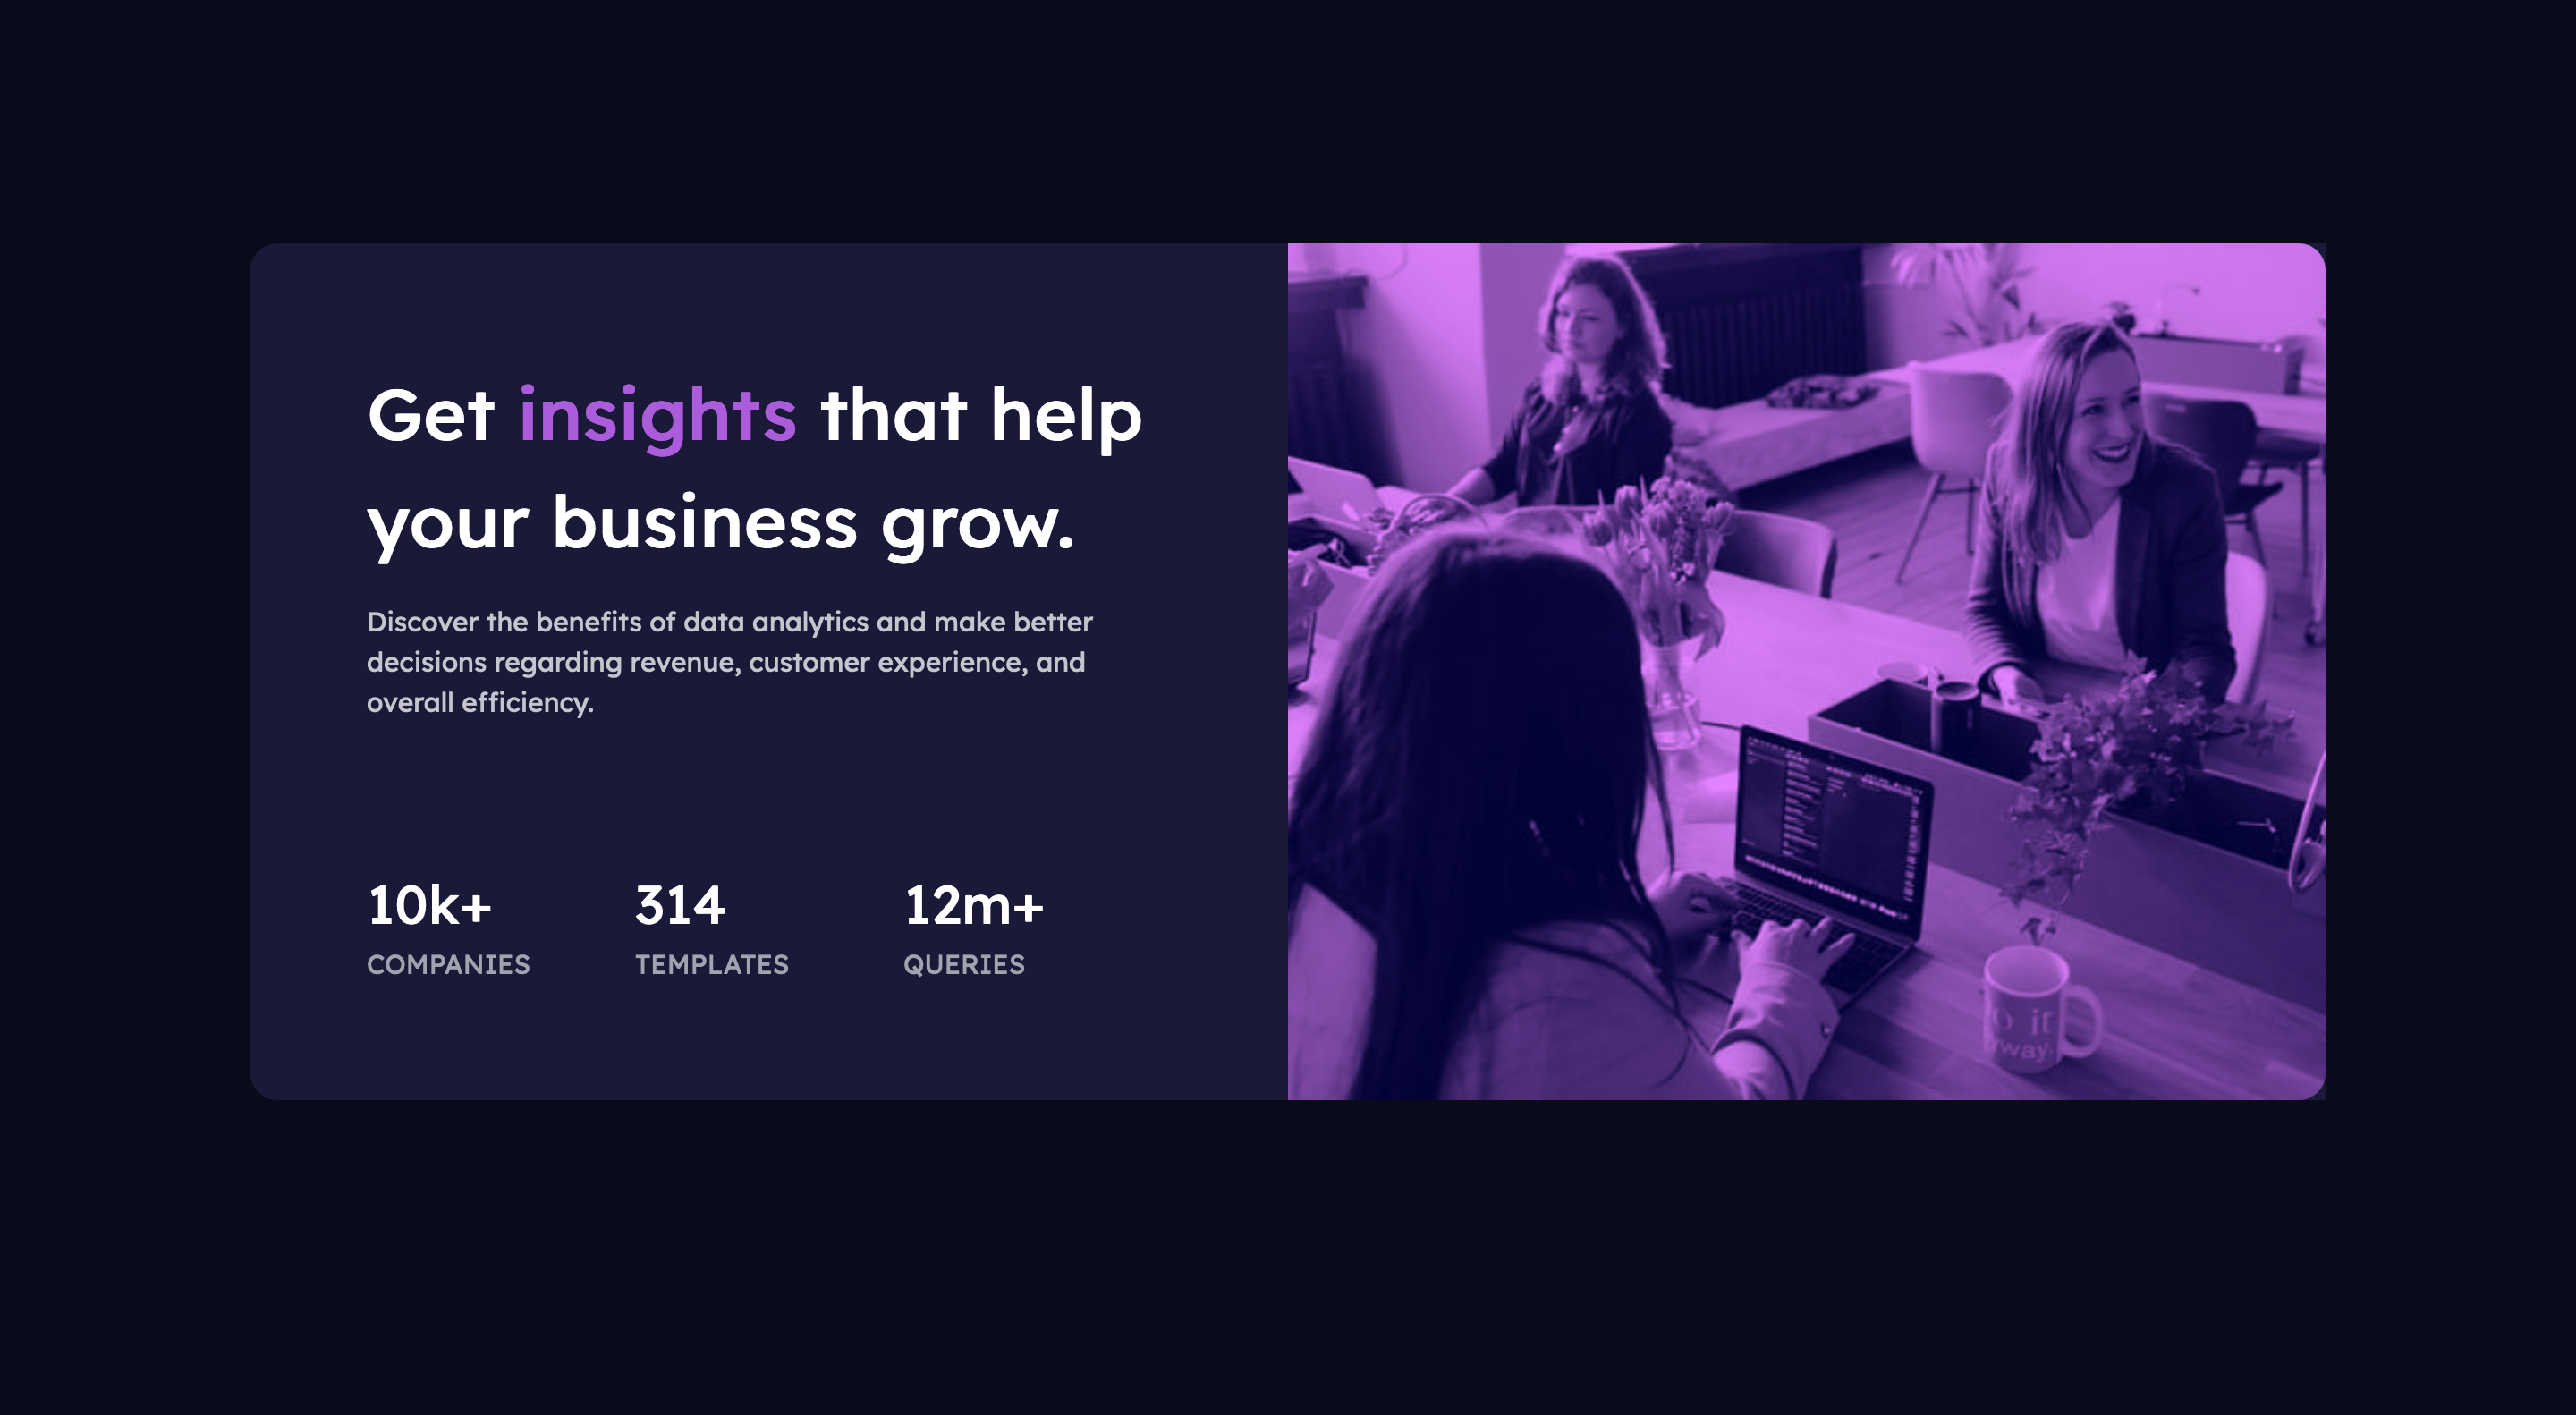 Get insights that help
your business grow.
Discover the benefits of data analytics and make better
decisions regarding revenue, customer experience, and
overall efficiency.
10k+ 314 12m+
COMPANIES TEMPLATES QUERIES